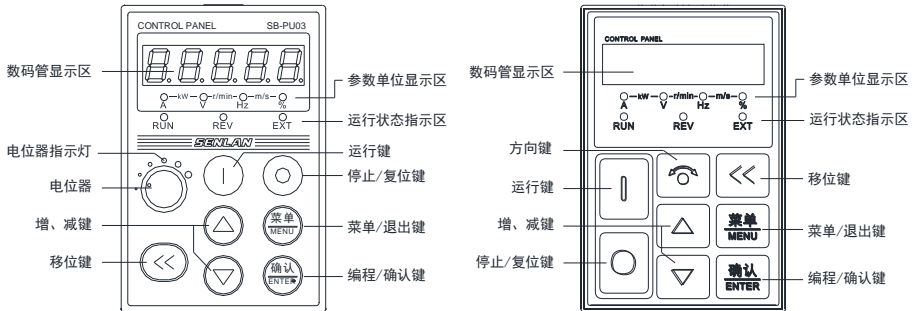 CONTROL PANEL SB-PU03
数码管显示区
8.8.8.8.8.
kW r/min m/s
A V Hz %
参数单位显示区
RUN REV EXT
运行状态指示区
SENLAN
电位器指示灯
运行键
电位器
停止/复位键
增、减键
菜单
MENU
菜单/退出键
移位键
确认
ENTER
编程/确认键
CONTROL PANEL
数码管显示区
kW r/min m/s
A V Hz %
参数单位显示区
RUN REV EXT
运行状态指示区
方向键
运行键
移位键
增、减键
菜单
MENU
菜单/退出键
停止/复位键
确认
ENTER
编程/确认键